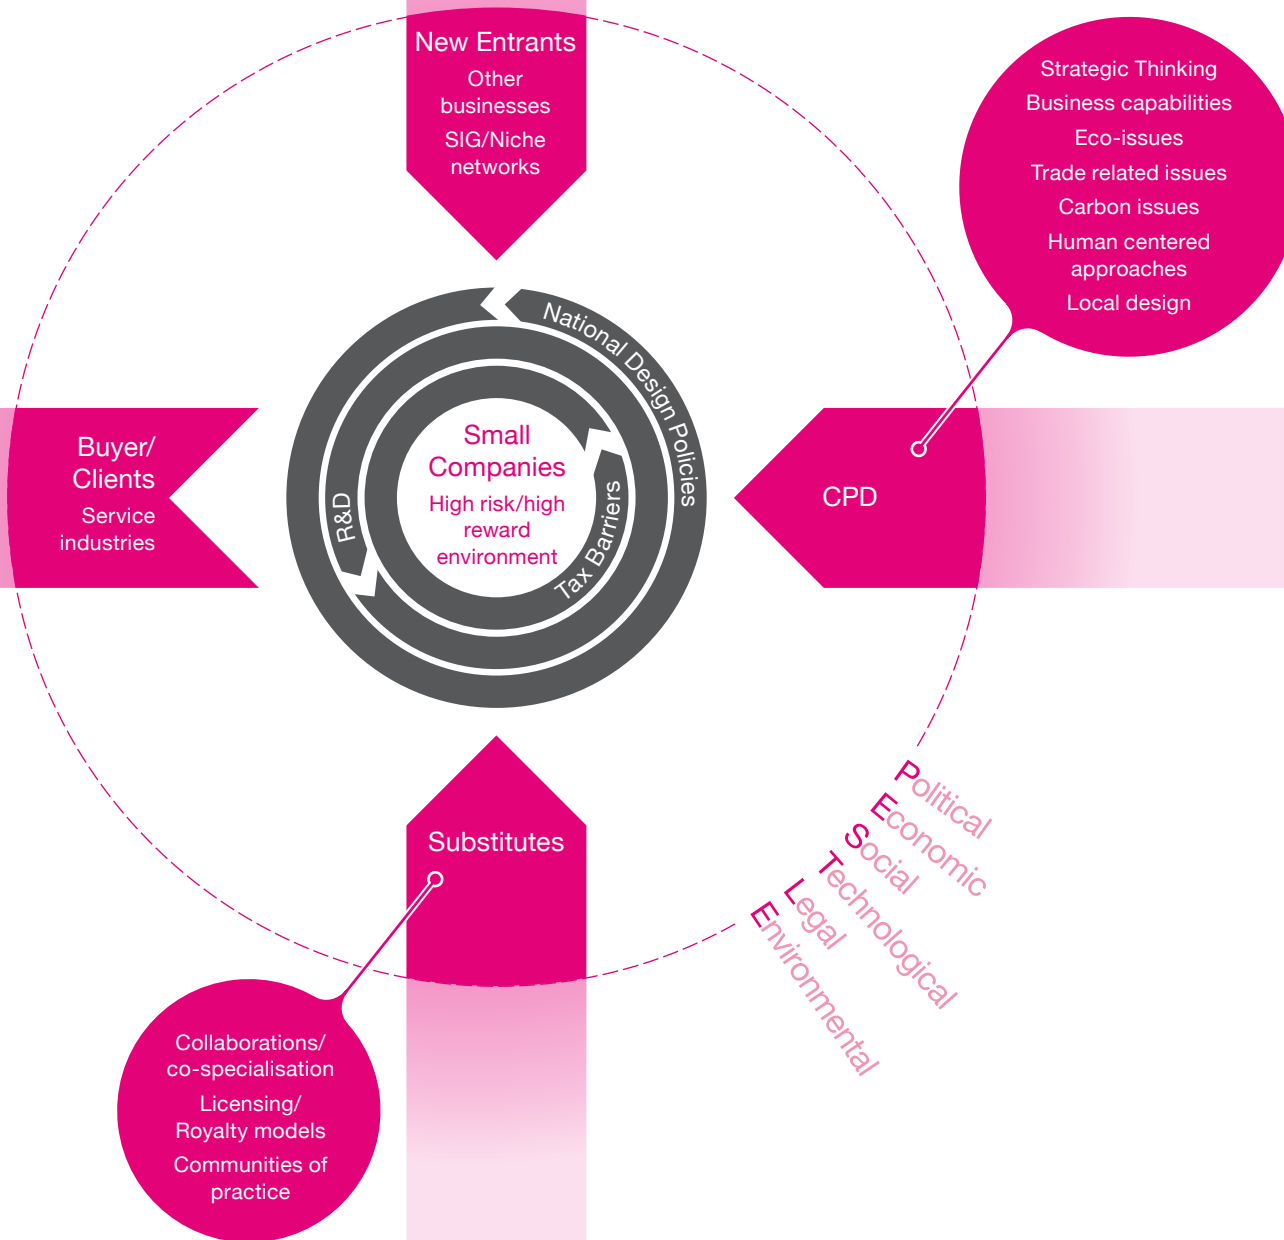 New Entrants
Other
businesses
SIG/Niche
networks
Strategic Thinking
Business capabilities
Eco-issues
Trade related issues
Carbon issues
Human centered
approaches
Local design
National Design Policies
R&D
Tax Barriers
Small
Companies
High risk/high
reward
environment
Buyer/
Clients
Service
industries
CPD
Substitutes
Collaborations/
co-specialisation
Licensing/
Royalty models
Communities of
practice
Political
Economic
Social
Technological
Legal
Environmental